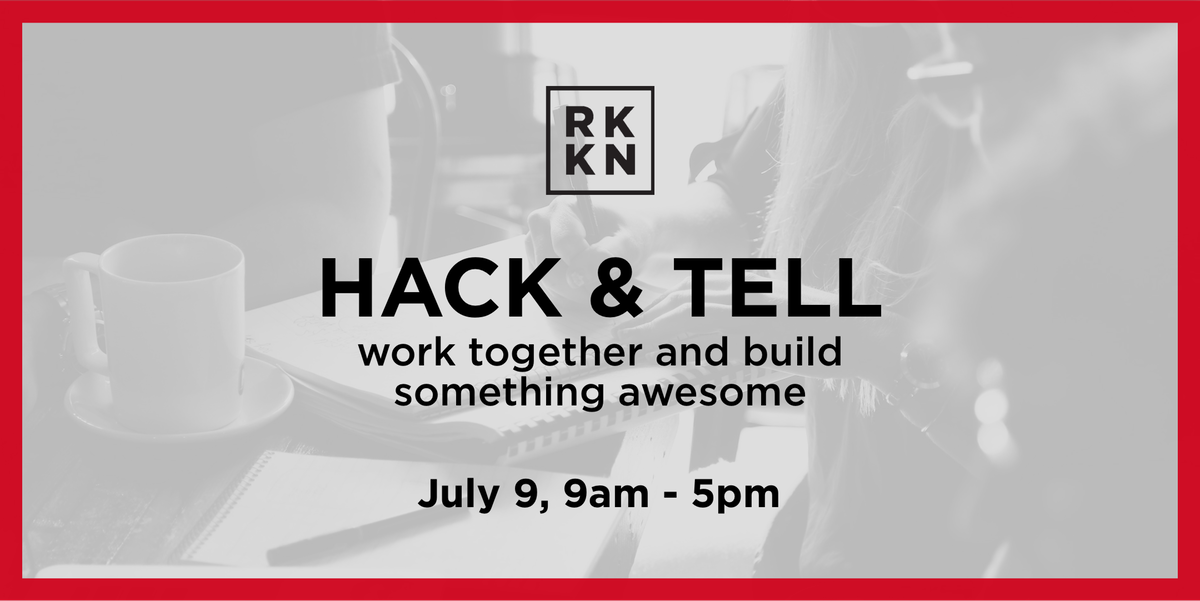 RK
KN
HACK & TELL
work together and build
something awesome
July 9, 9am - 5pm